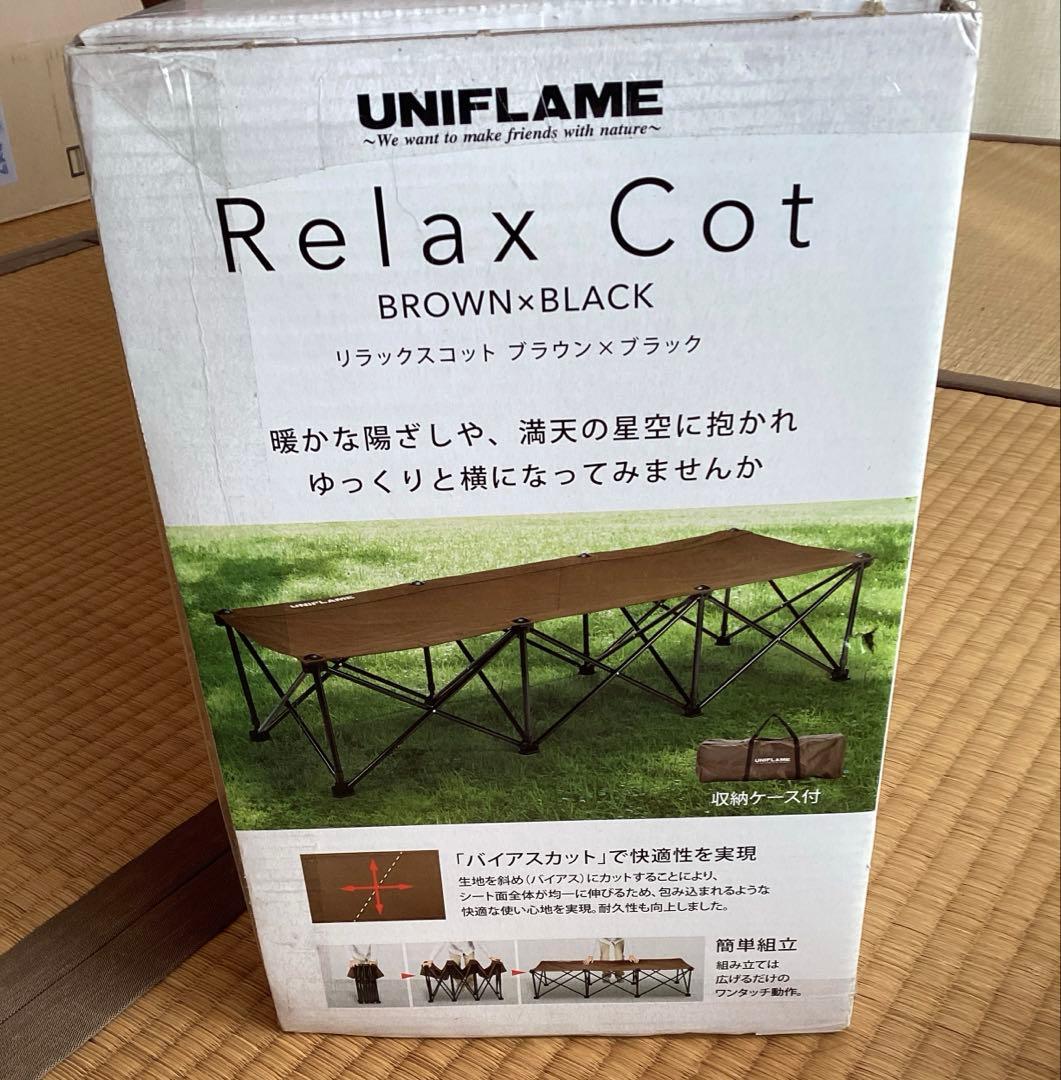 UNIFLAME
~We want to make friends with nature~
Relax Cot
BROWN×BLACK
リラックスコット ブラウン×ブラック
暖かな陽ざしや、満天の星空に抱かれ
ゆっくりと横になってみませんか
UNIFLAME
UNIFLAME
収納ケース付
「バイアスカット」で快適性を実現
生地を斜め(バイアス)にカットすることにより、
シート面全体が均一に伸びるため、包み込まれるような
快適な使い心地を実現。耐久性も向上しました。
簡単組立
組み立ては
広げるだけの
ワンタッチ動作。